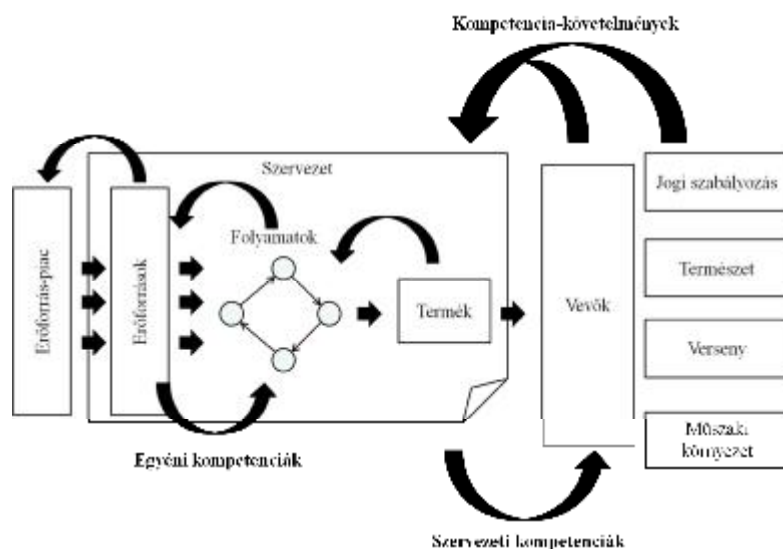 Kompetencia-követelmények
Szervezet
Jogi szabályozás
Erőforrás-piac
Erőforrások
Folyamatok
Természet
Termék
Vevők
Verseny
Műszaki
környezet
Egyéni kompetenciák
Szervezeti kompetenciák